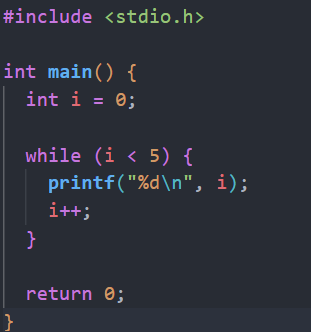 #include <stdio.h>
int main() {
  int i = 0;
  while (i < 5) {
    printf("%d\n", i);
    i++;
  }
  return 0;
}